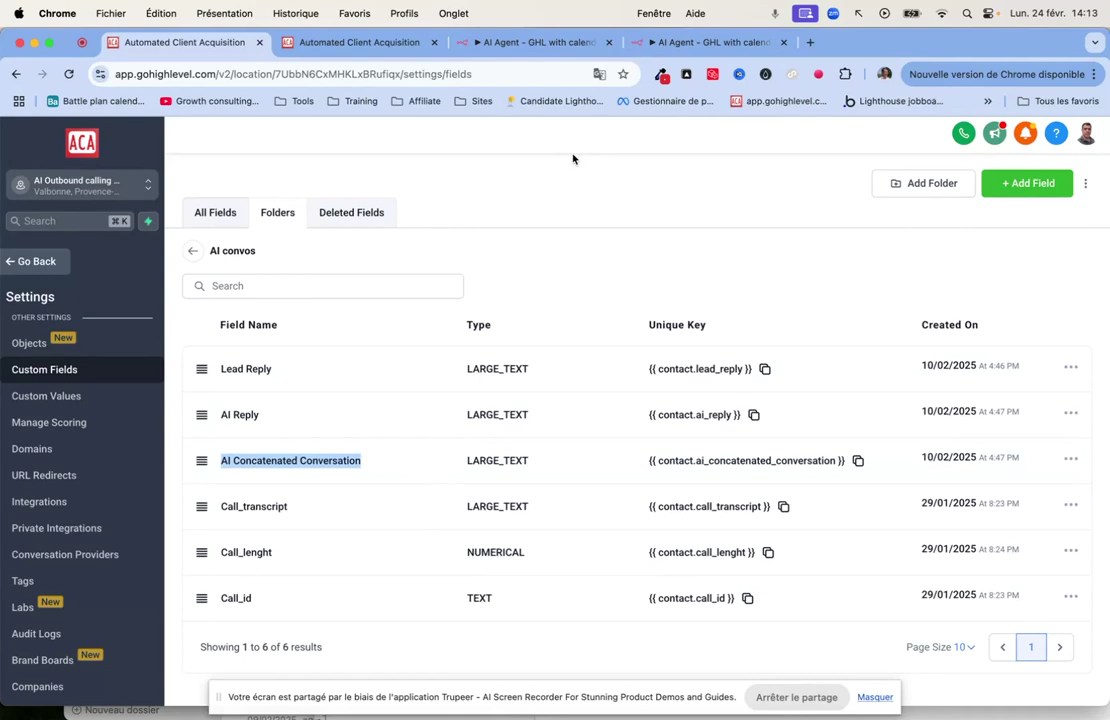 Chrome Fichier Édition Présentation Historique Favoris Profils Onglet Fenêtre Aide Lun. 24 févr. 14:13
Automated Client Acquisition Automated Client Acquisition ► AI Agent - GHL with calend ► AI Agent - GHL with calend
app.gohighlevel.com/v2/location/7UbbN6CxMHKLxBRufiqx/settings/fields Nouvelle version de Chrome disponible
Battle plan calend... Growth consulting... Tools Training Affiliate Sites Candidate Lightho... Gestionnaire de p... app.gohighlevel.co... Lighthouse jobboa... » Tous les favoris
ACA
AI Outbound calling ...
Valbonne, Provence-...
Search ⌘ K
Go Back
Settings
OTHER SETTINGS
Objects New
Custom Fields
Custom Values
Manage Scoring
Domains
URL Redirects
Integrations
Private Integrations
Conversation Providers
Tags
Labs New
Audit Logs
Brand Boards New
Companies
Add Folder + Add Field
All Fields Folders Deleted Fields
AI convos
Search
Field Name Type Unique Key Created On
Lead Reply LARGE_TEXT {{ contact.lead_reply }} 10/02/2025 At 4:46 PM
AI Reply LARGE_TEXT {{ contact.ai_reply }} 10/02/2025 At 4:47 PM
AI Concatenated Conversation LARGE_TEXT {{ contact.ai_concatenated_conversation }} 10/02/2025 At 4:47 PM
Call_transcript LARGE_TEXT {{ contact.call_transcript }} 29/01/2025 At 8:23 PM
Call_lenght NUMERICAL {{ contact.call_lenght }} 29/01/2025 At 8:24 PM
Call_id TEXT {{ contact.call_id }} 29/01/2025 At 8:23 PM
Showing 1 to 6 of 6 results Page Size 10 1
Votre écran est partagé par le biais de l'application Trupeer - AI Screen Recorder For Stunning Product Demos and Guides. Arrêter le partage Masquer
Nouveau dossier